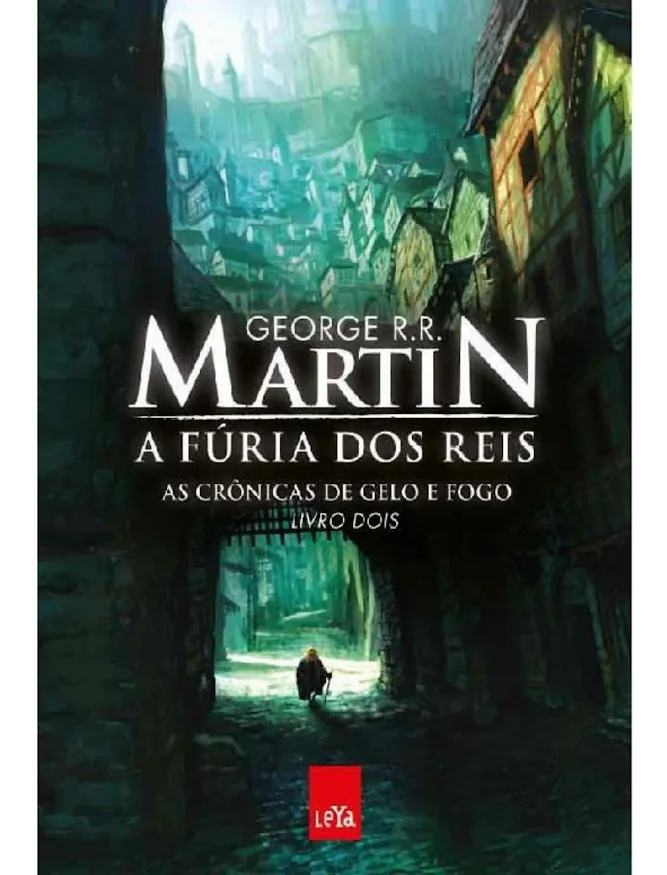 GEORGE R.R.
MARTIN
A FÚRIA DOS REIS
AS CRÔNICAS DE GELO E FOGO
LIVRO DOIS
LeYa